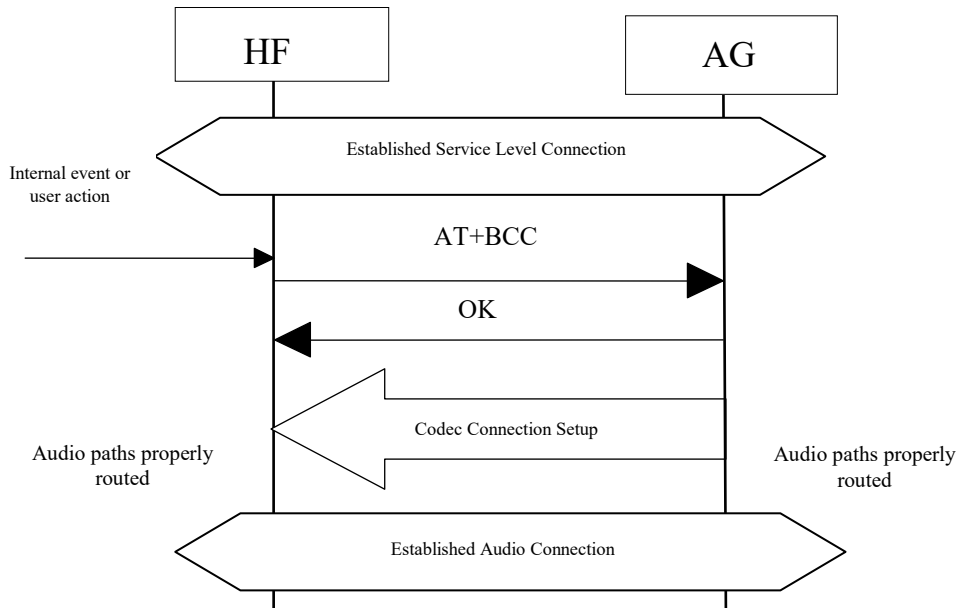 HF
AG
Established Service Level Connection
Internal event or
user action
AT+BCC
OK
Codec Connection Setup
Audio paths properly
routed
Audio paths properly
routed
Established Audio Connection